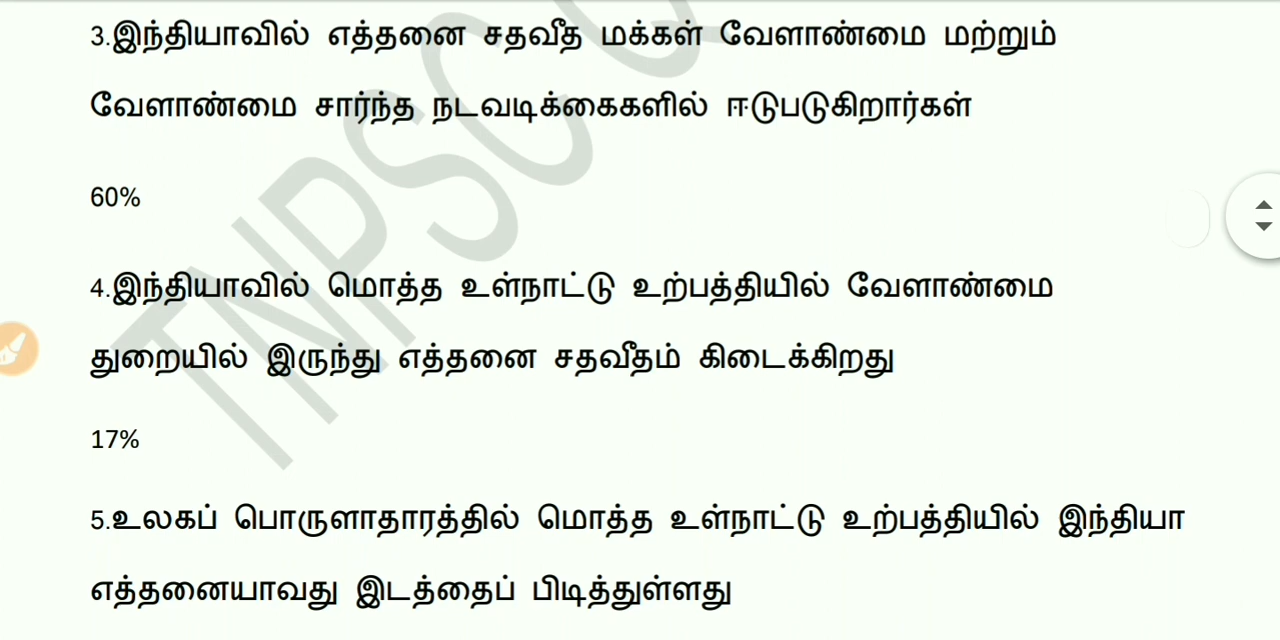 3.இந்தியாவில் எத்தனை சதவீத மக்கள் வேளாண்மை மற்றும்
வேளாண்மை சார்ந்த நடவடிக்கைகளில் ஈடுபடுகிறார்கள்
60%
4.இந்தியாவில் மொத்த உள்நாட்டு உற்பத்தியில் வேளாண்மை
துறையில் இருந்து எத்தனை சதவீதம் கிடைக்கிறது
17%
5.உலகப் பொருளாதாரத்தில் மொத்த உள்நாட்டு உற்பத்தியில் இந்தியா
எத்தனையாவது இடத்தைப் பிடித்துள்ளது
TNPSC